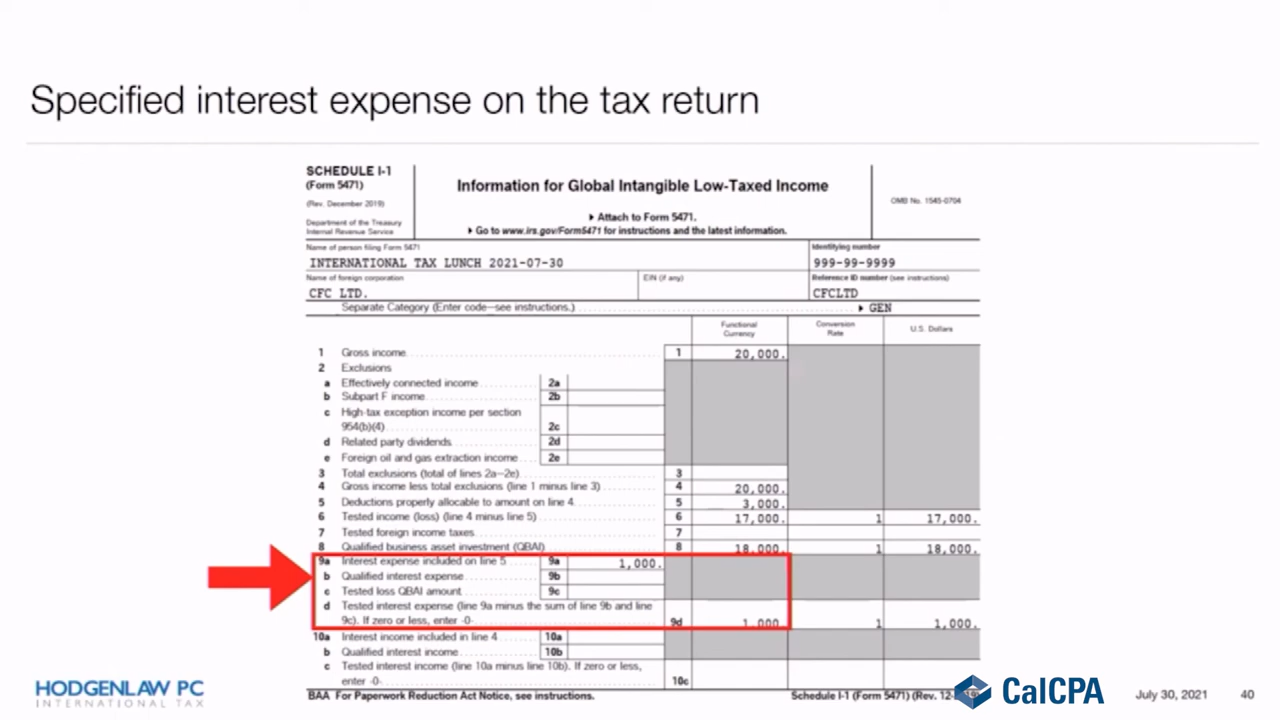 Specified interest expense on the tax return
SCHEDULE I-1
(Form 5471)
(Rev. December 2019)
Department of the Treasury
Internal Revenue Service
Information for Global Intangible Low-Taxed Income
▶ Attach to Form 5471.
▶ Go to www.irs.gov/Form5471 for instructions and the latest information.
OMB No. 1545-0704
Name of person filing Form 5471
INTERNATIONAL TAX LUNCH 2021-07-30
Identifying number
999-99-9999
Name of foreign corporation
CFC LTD.
EIN (if any)
Reference ID number (see instructions)
CFCLTD
Separate Category (Enter code—see instructions.) ▶ GEN
Functional Currency
Conversion Rate
U.S. Dollars
1 Gross income 1 20,000.
2 Exclusions
a Effectively connected income 2a
b Subpart F income 2b
c High-tax exception income per section
954(b)(4) 2c
d Related party dividends 2d
e Foreign oil and gas extraction income 2e
3 Total exclusions (total of lines 2a–2e) 3
4 Gross income less total exclusions (line 1 minus line 3) 4 20,000.
5 Deductions properly allocable to amount on line 4 5 3,000.
6 Tested income (loss) (line 4 minus line 5) 6 17,000. 1 17,000.
7 Tested foreign income taxes 7
8 Qualified business asset investment (QBAI) 8 18,000. 1 18,000.
9a Interest expense included on line 5 9a 1,000.
b Qualified interest expense 9b
c Tested loss QBAI amount 9c
d Tested interest expense (line 9a minus the sum of line 9b and line
9c). If zero or less, enter -0- 9d 1,000. 1 1,000.
10a Interest income included in line 4 10a
b Qualified interest income 10b
c Tested interest income (line 10a minus line 10b). If zero or less,
enter -0- 10c
BAA For Paperwork Reduction Act Notice, see instructions.
Schedule I-1 (Form 5471) (Rev. 12-
HODGENLAW PC
INTERNATIONAL TAX
CalCPA
July 30, 2021
40